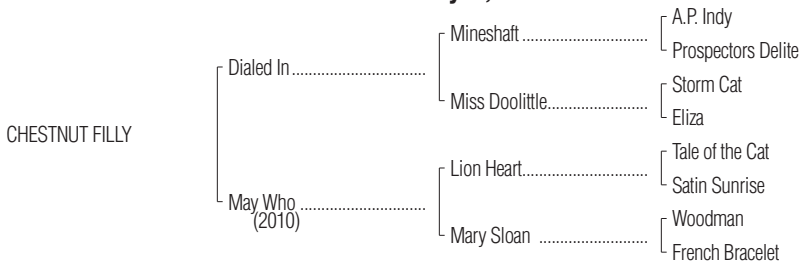 A.P. Indy
Mineshaft
Prospectors Delite
Dialed In
Storm Cat
Miss Doolittle
Eliza
CHESTNUT FILLY
Tale of the Cat
Lion Heart
Satin Sunrise
May Who
(2010)
Woodman
Mary Sloan
French Bracelet